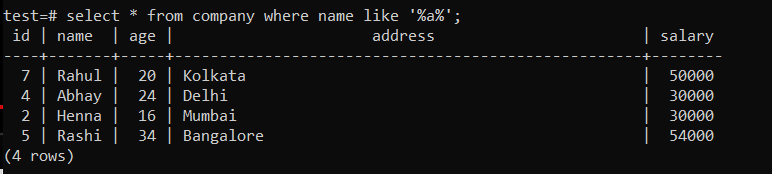 test=# select * from company where name like '%a%';
 id | name  | age |                      address                       | salary
----+-------+-----+----------------------------------------------------+--------
  7 | Rahul |  20 | Kolkata                                            |  50000
  4 | Abhay |  24 | Delhi                                              |  30000
  2 | Henna |  16 | Mumbai                                             |  30000
  5 | Rashi |  34 | Bangalore                                          |  54000
(4 rows)